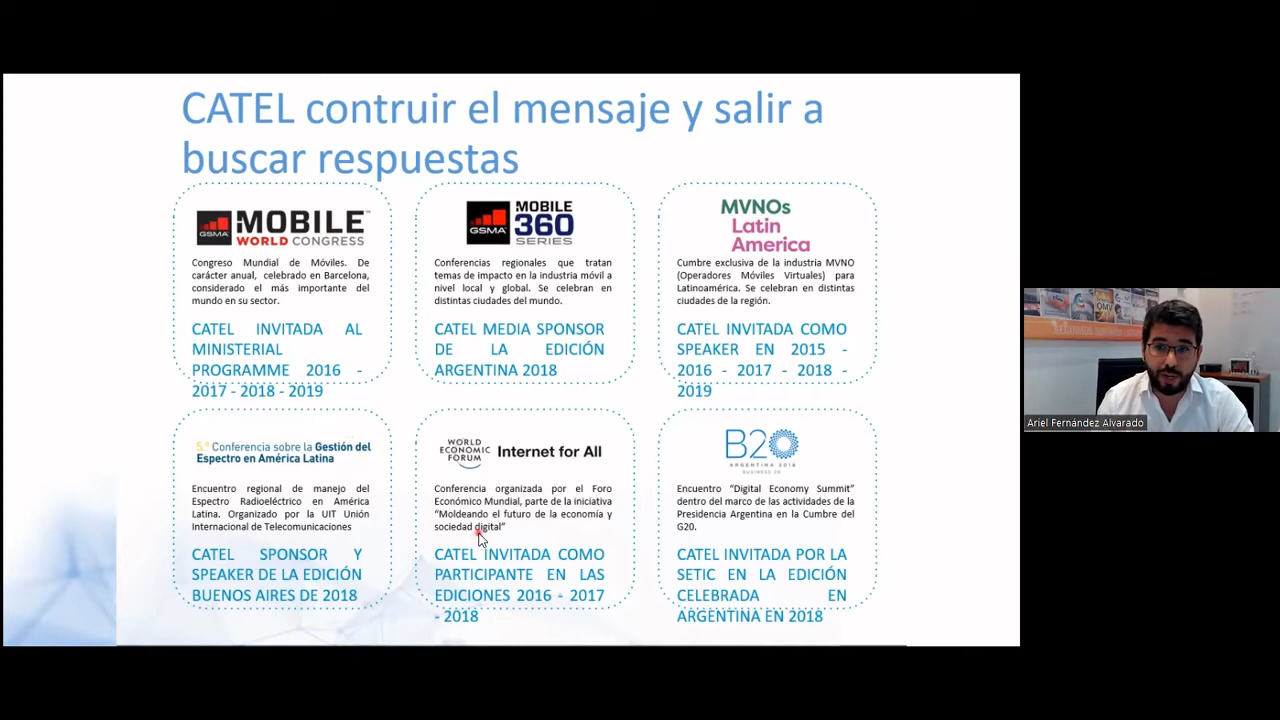 CATEL contruir el mensaje y salir a
buscar respuestas
GSMA
MOBILE
WORLD CONGRESS
Congreso Mundial de Móviles. De
carácter anual, celebrado en Barcelona,
considerado el más importante del
mundo en su sector.
CATEL INVITADA AL
MINISTERIAL
PROGRAMME 2016 -
2017 - 2018 - 2019
GSMA
MOBILE
360
SERIES
Conferencias regionales que tratan
temas de impacto en la industria móvil a
nivel local y global. Se celebran en
distintas ciudades del mundo.
CATEL MEDIA SPONSOR
DE LA EDICIÓN
ARGENTINA 2018
MVNOs
Latin
America
Cumbre exclusiva de la industria MVNO
(Operadores Móviles Virtuales) para
Latinoamérica. Se celebran en distintas
ciudades de la región.
CATEL INVITADA COMO
SPEAKER EN 2015 -
2016 - 2017 - 2018 -
2019
5.ª Conferencia sobre la Gestión del
Espectro en América Latina
Encuentro regional de manejo del
Espectro Radioeléctrico en América
Latina. Organizado por la UIT Unión
Internacional de Telecomunicaciones
CATEL SPONSOR Y
SPEAKER DE LA EDICIÓN
BUENOS AIRES DE 2018
WORLD
ECONOMIC
FORUM
Internet for All
Conferencia organizada por el Foro
Económico Mundial, parte de la iniciativa
“Moldeando el futuro de la economía y
sociedad digital”
CATEL INVITADA COMO
PARTICIPANTE EN LAS
EDICIONES 2016 - 2017
- 2018
B20
ARGENTINA 2018
BUSINESS 20
Encuentro “Digital Economy Summit”
dentro del marco de las actividades de la
Presidencia Argentina en la Cumbre del
G20.
CATEL INVITADA POR LA
SETIC EN LA EDICIÓN
CELEBRADA EN
ARGENTINA EN 2018
OMV
Ariel Fernández Alvarado